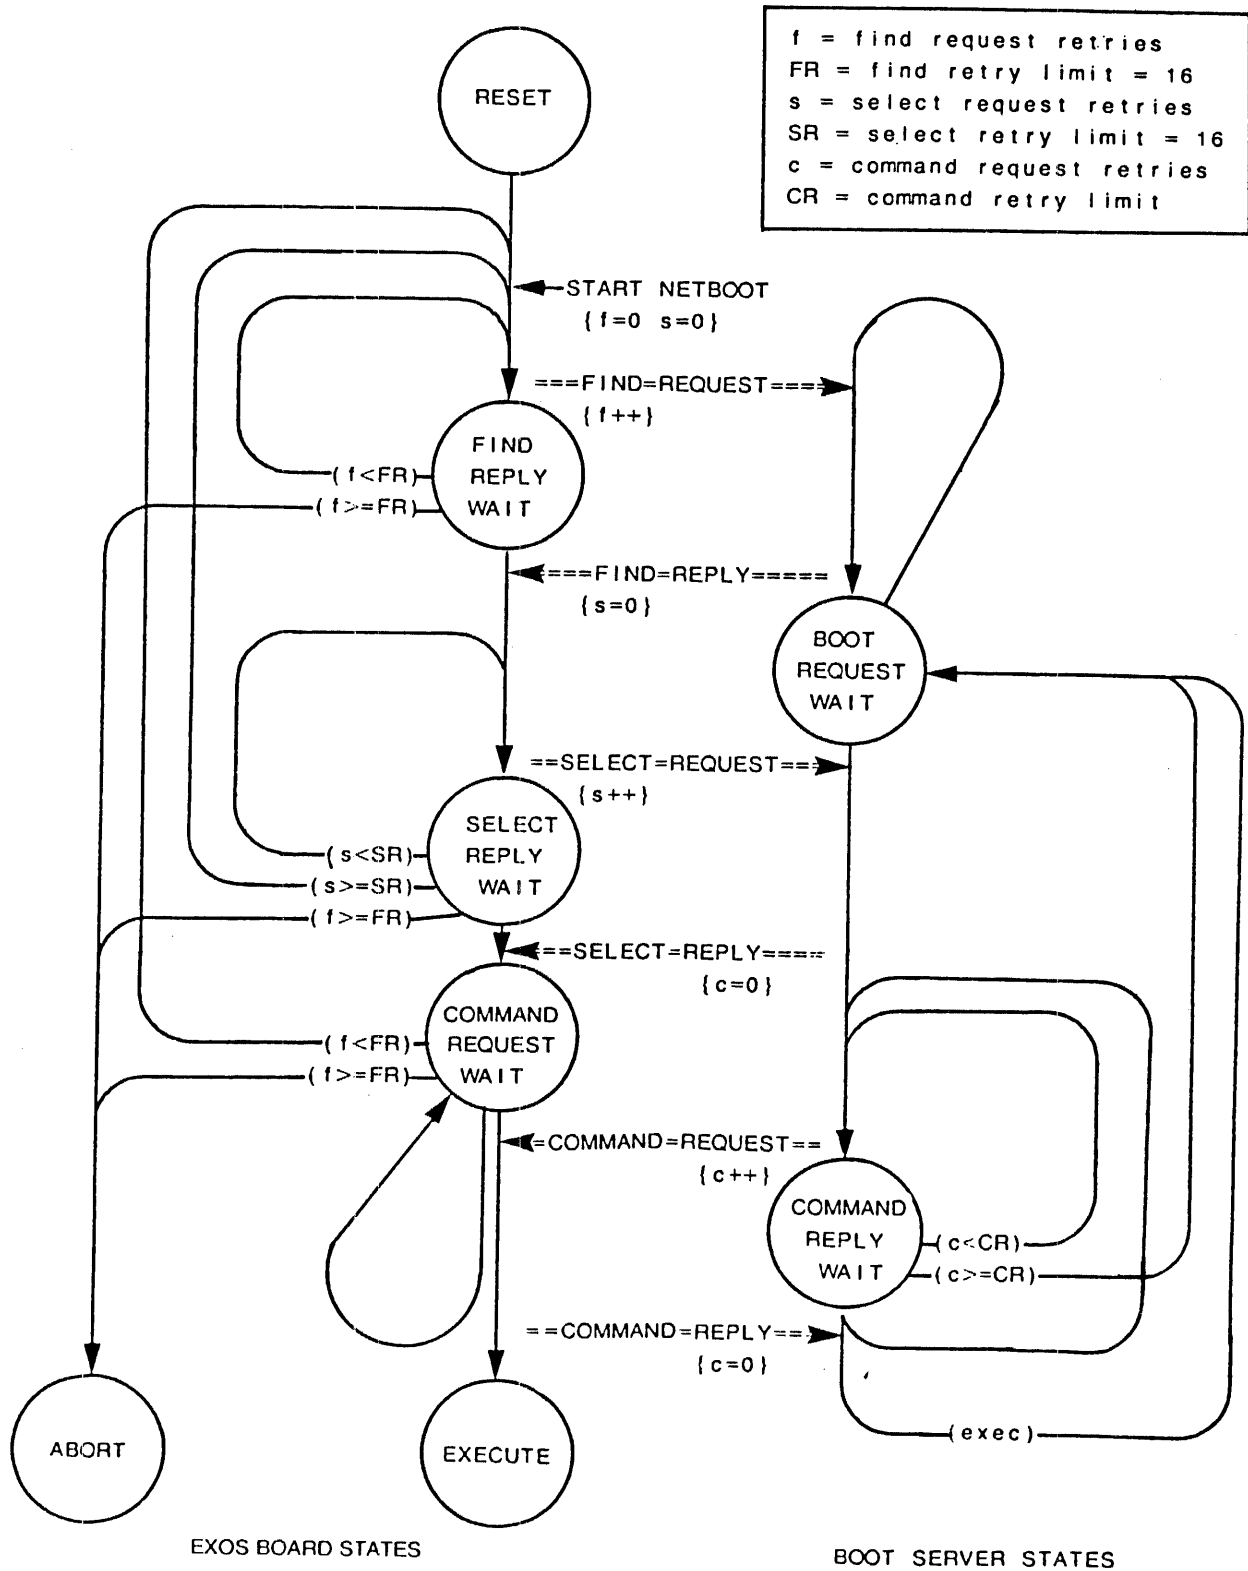 f = find request retries
FR = find retry limit = 16
s = select request retries
SR = select retry limit = 16
c = command request retries
CR = command retry limit
RESET
START NETBOOT
{f=0 s=0}
===FIND=REQUEST====
{f++}
FIND
REPLY
WAIT
(f<FR)
(f>=FR)
====FIND=REPLY=====
{s=0}
BOOT
REQUEST
WAIT
==SELECT=REQUEST===
{s++}
SELECT
REPLY
WAIT
(s<SR)
(s>=SR)
(f>=FR)
===SELECT=REPLY====
{c=0}
COMMAND
REQUEST
WAIT
(f<FR)
(f>=FR)
==COMMAND=REQUEST==
{c++}
COMMAND
REPLY
WAIT
(c<CR)
(c>=CR)
==COMMAND=REPLY==
{c=0}
(exec)
ABORT
EXECUTE
EXOS BOARD STATES
BOOT SERVER STATES